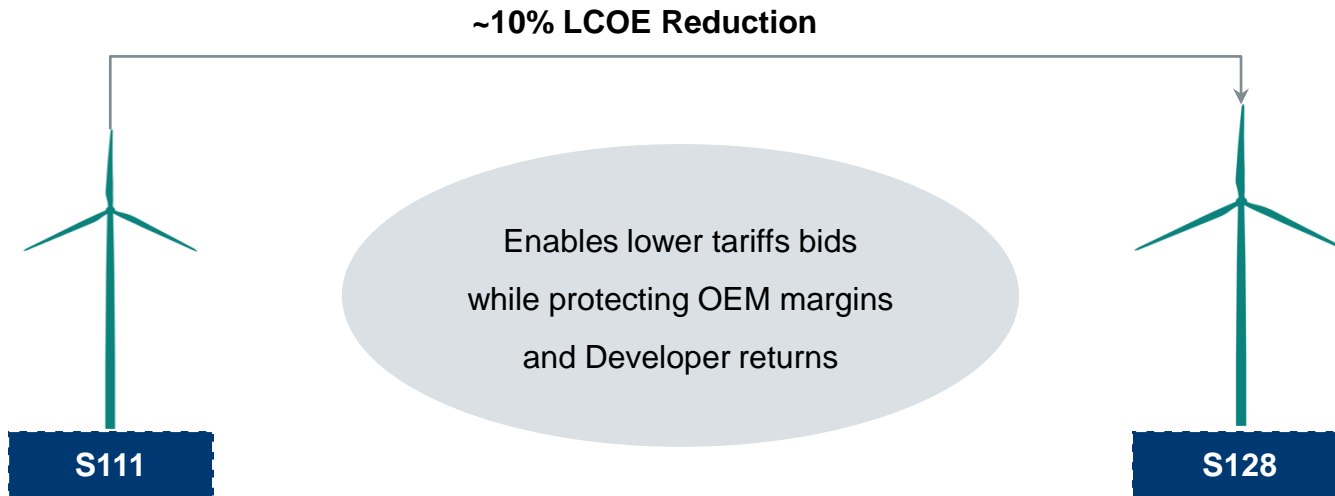 ~10% LCOE Reduction
Enables lower tariffs bids
while protecting OEM margins
and Developer returns
S111
S128